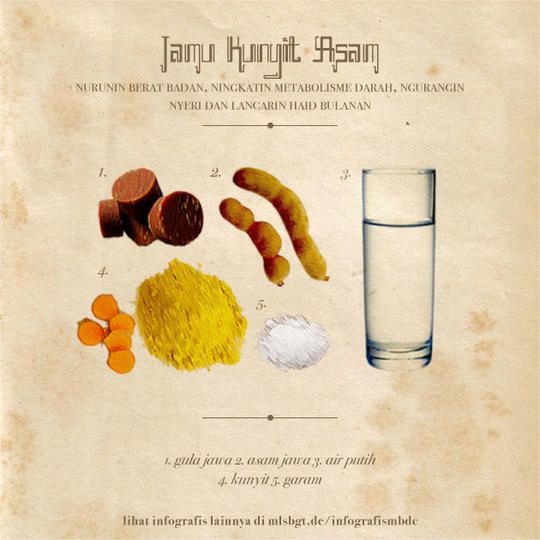 Jamu Kunyit Asam
NURUNIN BERAT BADAN, NINGKATIN METABOLISME DARAH, NGURANGIN
NYERI DAN LANCARIN HAID BULANAN
1.
2.
3.
4.
5.
1. gula jawa 2. asam jawa 3. air putih
4. kunyit 5. garam
lihat infografis lainnya di mlsbgt.de/infografismbdc